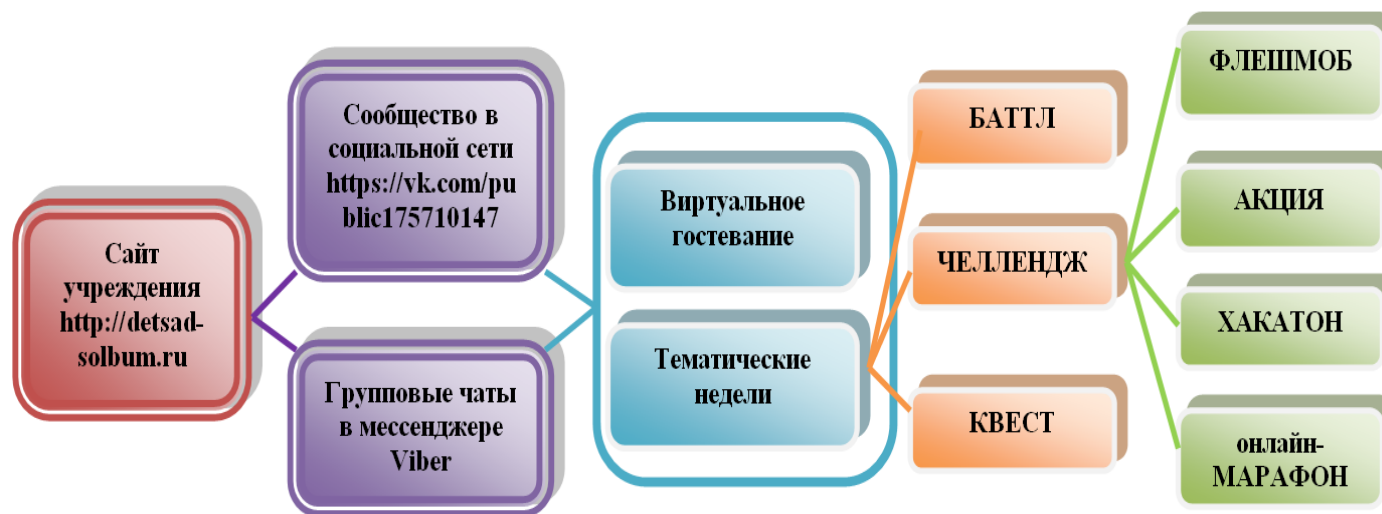 Сайт
учреждения
http://detsad-
solbum.ru
Сообщество в
социальной сети
https://vk.com/pu
blic175710147
Групповые чаты
в мессенджере
Viber
Виртуальное
гостевание
Тематические
недели
БАТТЛ
ЧЕЛЛЕНДЖ
КВЕСТ
ФЛЕШМОБ
АКЦИЯ
ХАКАТОН
онлайн-
МАРАФОН